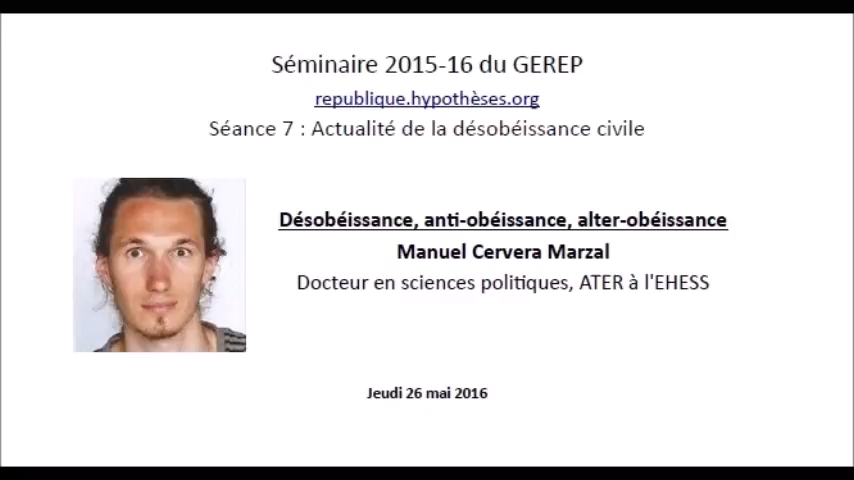 Séminaire 2015-16 du GEREP
republique.hypothèses.org
Séance 7 : Actualité de la désobéissance civile
Désobéissance, anti-obéissance, alter-obéissance
Manuel Cervera Marzal
Docteur en sciences politiques, ATER à l'EHESS
Jeudi 26 mai 2016